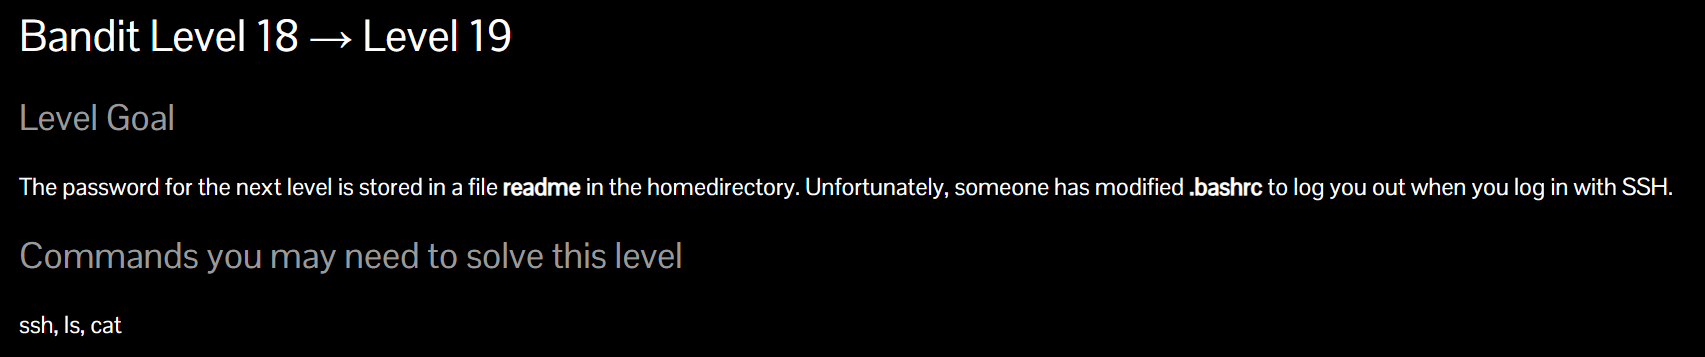 Bandit Level 18 → Level 19
Level Goal
The password for the next level is stored in a file readme in the homedirectory. Unfortunately, someone has modified .bashrc to log you out when you log in with SSH.
Commands you may need to solve this level
ssh, ls, cat